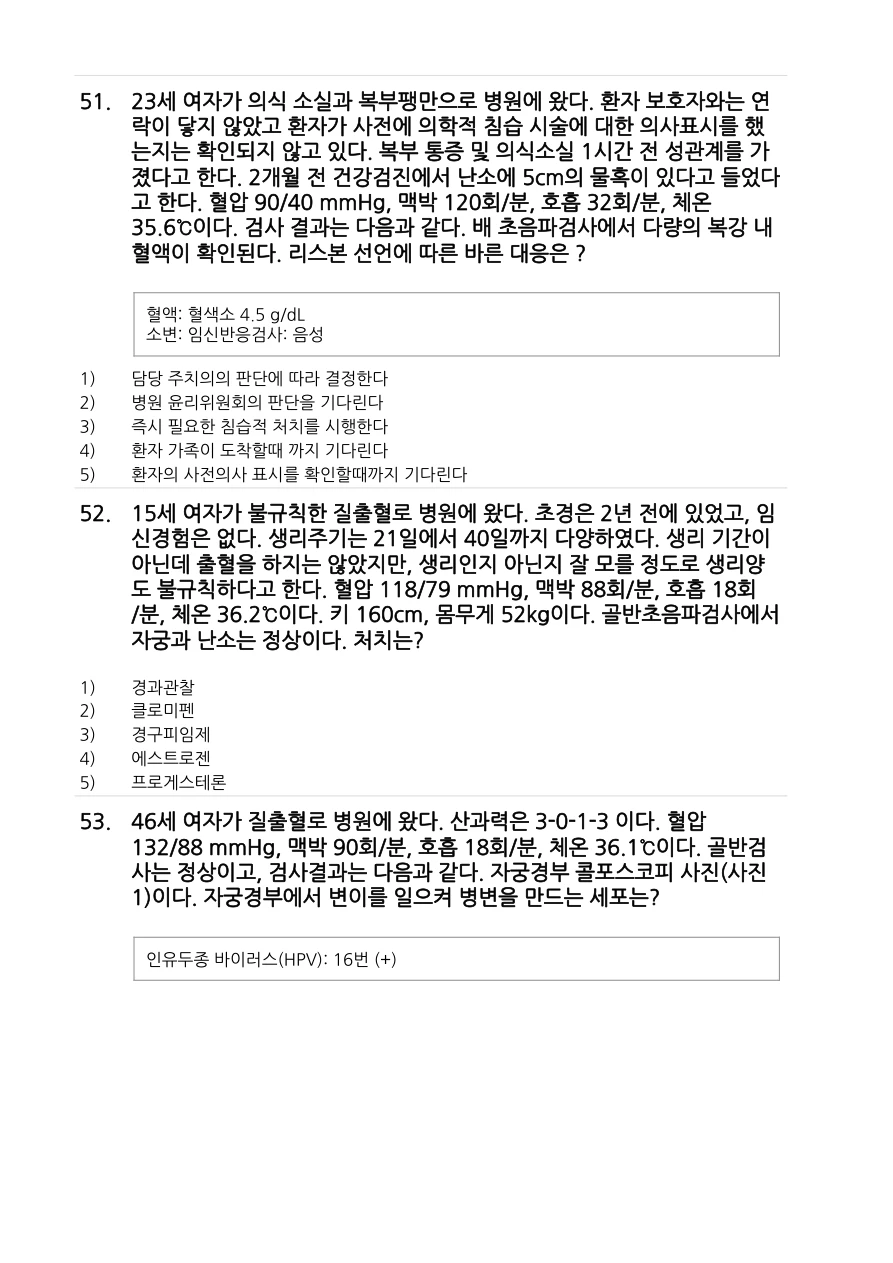 51. 23세 여자가 의식 소실과 복부팽만으로 병원에 왔다. 환자 보호자와는 연
락이 닿지 않았고 환자가 사전에 의학적 침습 시술에 대한 의사표시를 했
는지는 확인되지 않고 있다. 복부 통증 및 의식소실 1시간 전 성관계를 가
졌다고 한다. 2개월 전 건강검진에서 난소에 5cm의 물혹이 있다고 들었다
고 한다. 혈압 90/40 mmHg, 맥박 120회/분, 호흡 32회/분, 체온
35.6℃이다. 검사 결과는 다음과 같다. 배 초음파검사에서 다량의 복강 내
혈액이 확인된다. 리스본 선언에 따른 바른 대응은 ?
혈액: 혈색소 4.5 g/dL
소변: 임신반응검사: 음성
1) 담당 주치의의 판단에 따라 결정한다
2) 병원 윤리위원회의 판단을 기다린다
3) 즉시 필요한 침습적 처치를 시행한다
4) 환자 가족이 도착할때 까지 기다린다
5) 환자의 사전의사 표시를 확인할때까지 기다린다
52. 15세 여자가 불규칙한 질출혈로 병원에 왔다. 초경은 2년 전에 있었고, 임
신경험은 없다. 생리주기는 21일에서 40일까지 다양하였다. 생리 기간이
아닌데 출혈을 하지는 않았지만, 생리인지 아닌지 잘 모를 정도로 생리양
도 불규칙하다고 한다. 혈압 118/79 mmHg, 맥박 88회/분, 호흡 18회
/분, 체온 36.2℃이다. 키 160cm, 몸무게 52kg이다. 골반초음파검사에서
자궁과 난소는 정상이다. 처치는?
1) 경과관찰
2) 클로미펜
3) 경구피임제
4) 에스트로젠
5) 프로게스테론
53. 46세 여자가 질출혈로 병원에 왔다. 산과력은 3-0-1-3 이다. 혈압
132/88 mmHg, 맥박 90회/분, 호흡 18회/분, 체온 36.1℃이다. 골반검
사는 정상이고, 검사결과는 다음과 같다. 자궁경부 콜포스코피 사진(사진
1)이다. 자궁경부에서 변이를 일으켜 병변을 만드는 세포는?
인유두종 바이러스(HPV): 16번 (+)